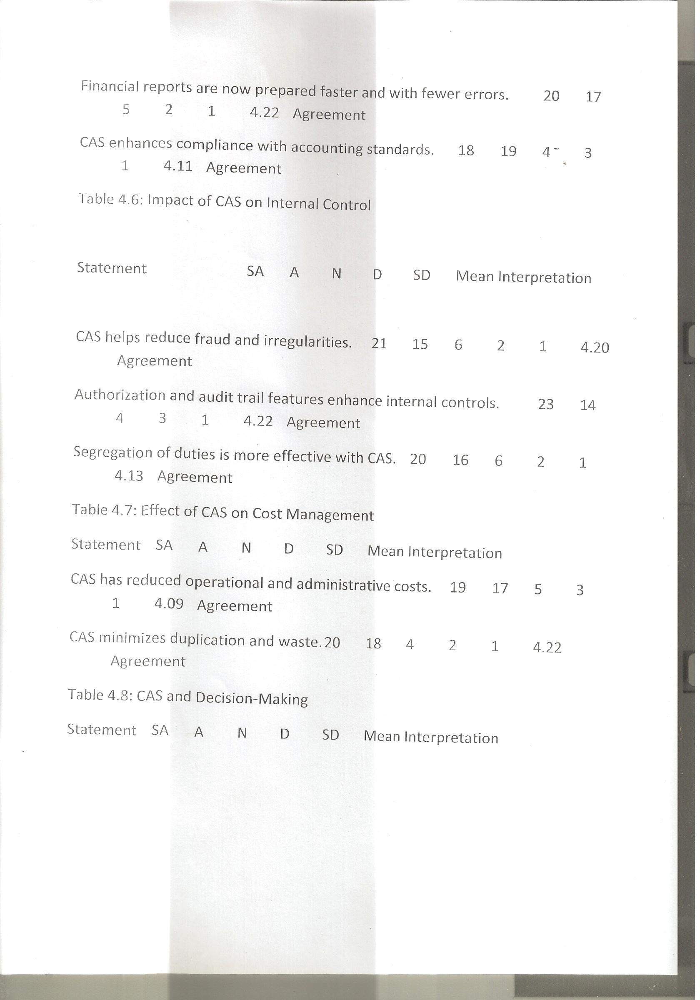 Financial reports are now prepared faster and with fewer errors. 20 17
5 2 1 4.22 Agreement
CAS enhances compliance with accounting standards. 18 19 4 3
1 4.11 Agreement
Table 4.6: Impact of CAS on Internal Control
Statement SA A N D SD Mean Interpretation
CAS helps reduce fraud and irregularities. 21 15 6 2 1 4.20
Agreement
Authorization and audit trail features enhance internal controls. 23 14
4 3 1 4.22 Agreement
Segregation of duties is more effective with CAS. 20 16 6 2 1
4.13 Agreement
Table 4.7: Effect of CAS on Cost Management
Statement SA A N D SD Mean Interpretation
CAS has reduced operational and administrative costs. 19 17 5 3
1 4.09 Agreement
CAS minimizes duplication and waste. 20 18 4 2 1 4.22
Agreement
Table 4.8: CAS and Decision-Making
Statement SA A N D SD Mean Interpretation